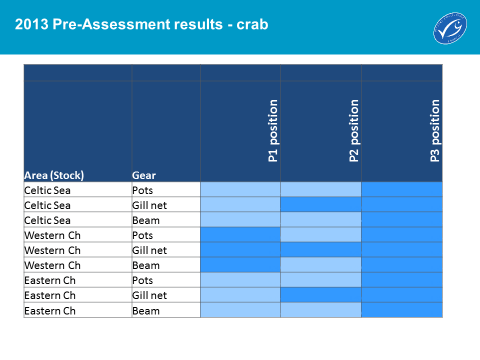 2013 Pre-Assessment results - crab
Area (Stock) Gear P1 position P2 position P3 position
Celtic Sea Pots
Celtic Sea Gill net
Celtic Sea Beam
Western Ch Pots
Western Ch Gill net
Western Ch Beam
Eastern Ch Pots
Eastern Ch Gill net
Eastern Ch Beam